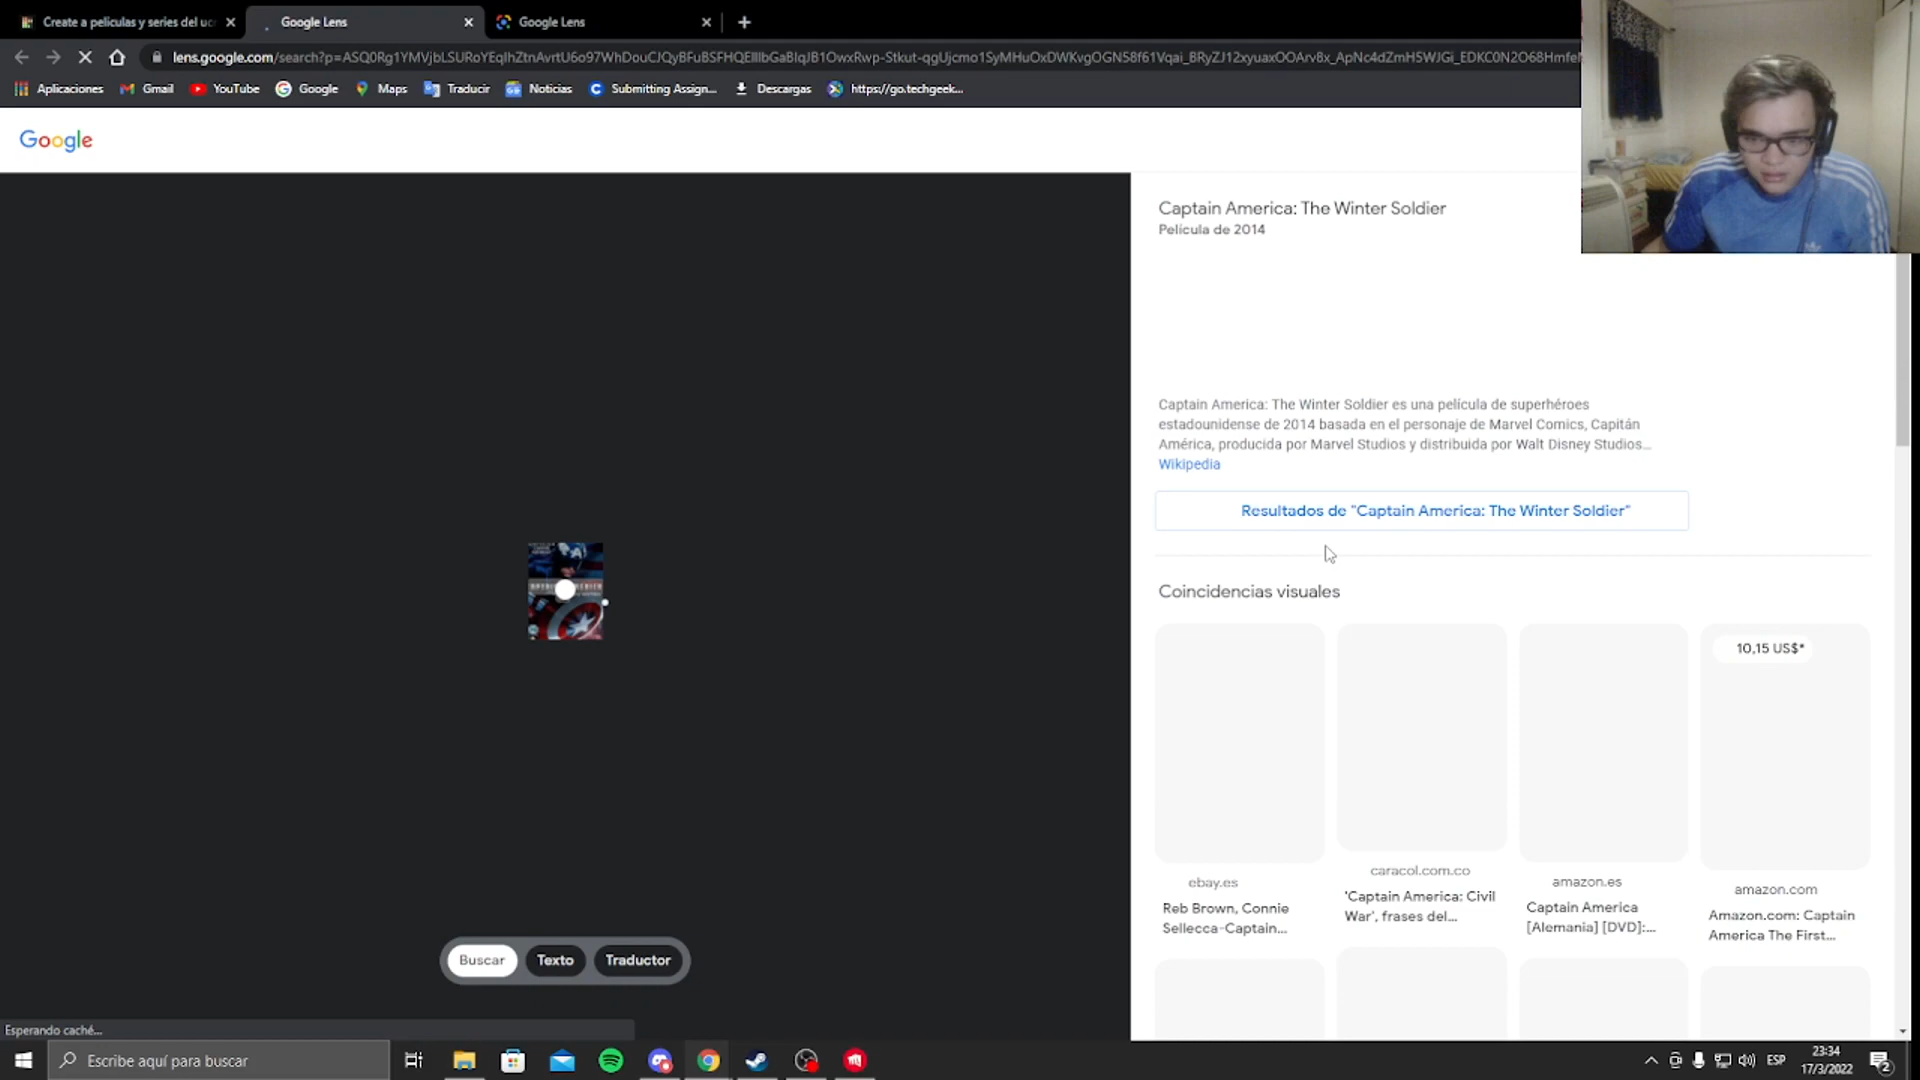 Create a películas y series del ucr
Google Lens
Google Lens
lens.google.com/search?p=
Aplicaciones
Gmail
YouTube
Google
Maps
Traducir
Noticias
Submitting Assign...
Descargas
https://go.techgeek...
Google
Captain America: The Winter Soldier
Película de 2014
Captain America: The Winter Soldier es una película de superhéroes
estadounidense de 2014 basada en el personaje de Marvel Comics, Capitán
América, producida por Marvel Studios y distribuida por Walt Disney Studios...
Wikipedia
Resultados de "Captain America: The Winter Soldier"
Coincidencias visuales
10,15 US$*
ebay.es
Reb Brown, Connie
Sellecca-Captain...
caracol.com.co
'Captain America: Civil
War', frases del...
amazon.es
Captain America
[Alemania] [DVD]:...
amazon.com
Amazon.com: Captain
America The First...
Buscar
Texto
Traductor
Esperando caché...
Escribe aquí para buscar
ESP
23:34
17/3/2022
2